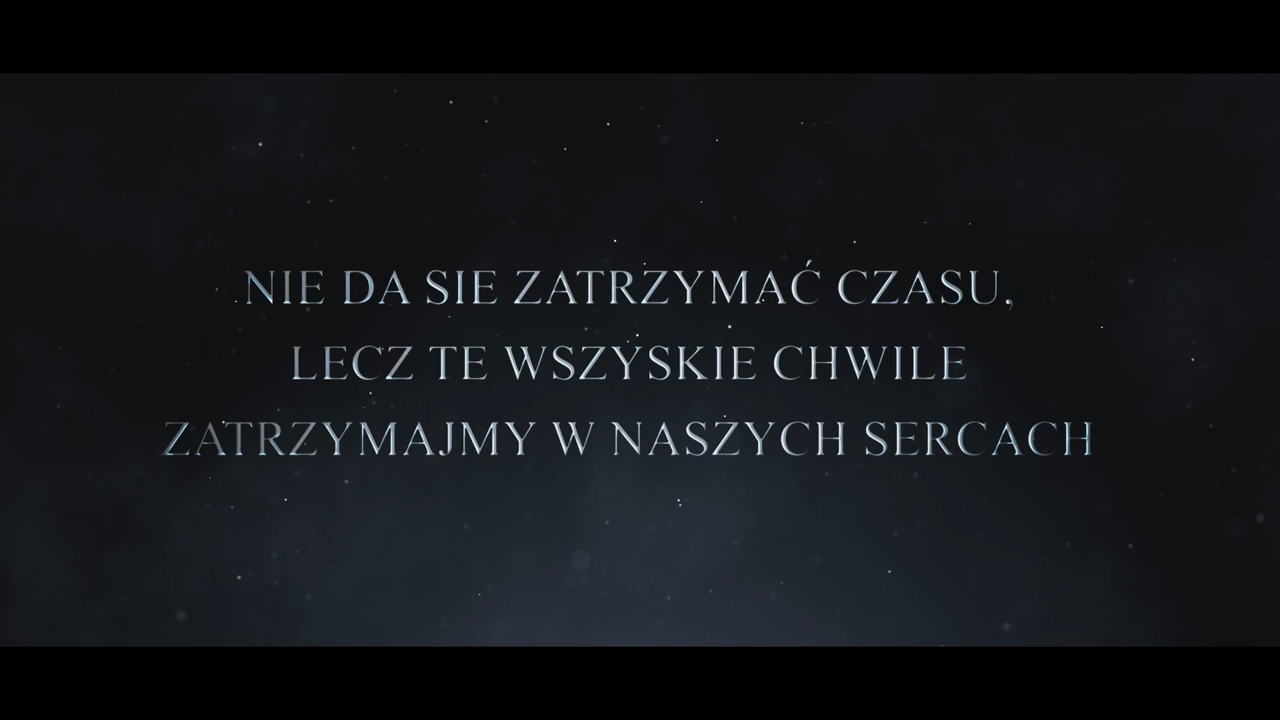 NIE DA SIE ZATRZYMAĆ CZASU,
LECZ TE WSZYSKIE CHWILE
ZATRZYMAJMY W NASZYCH SERCACH